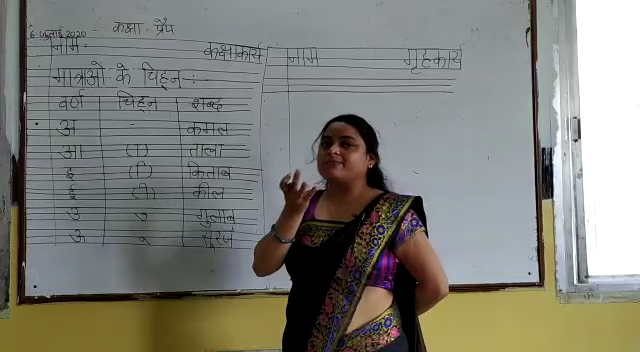 6 जुलाई 2020
कक्षा - प्रेप
नाम- कक्षाकार्य
नाम गृहकार्य
मात्राओं के चिह्न :-
वर्ण चिह्न शब्द
अ - कमल
आ (ा) ताला
इ (ि) किताब
ई (ी) कील
उ ु गुलाब
ऊ ू सूरज